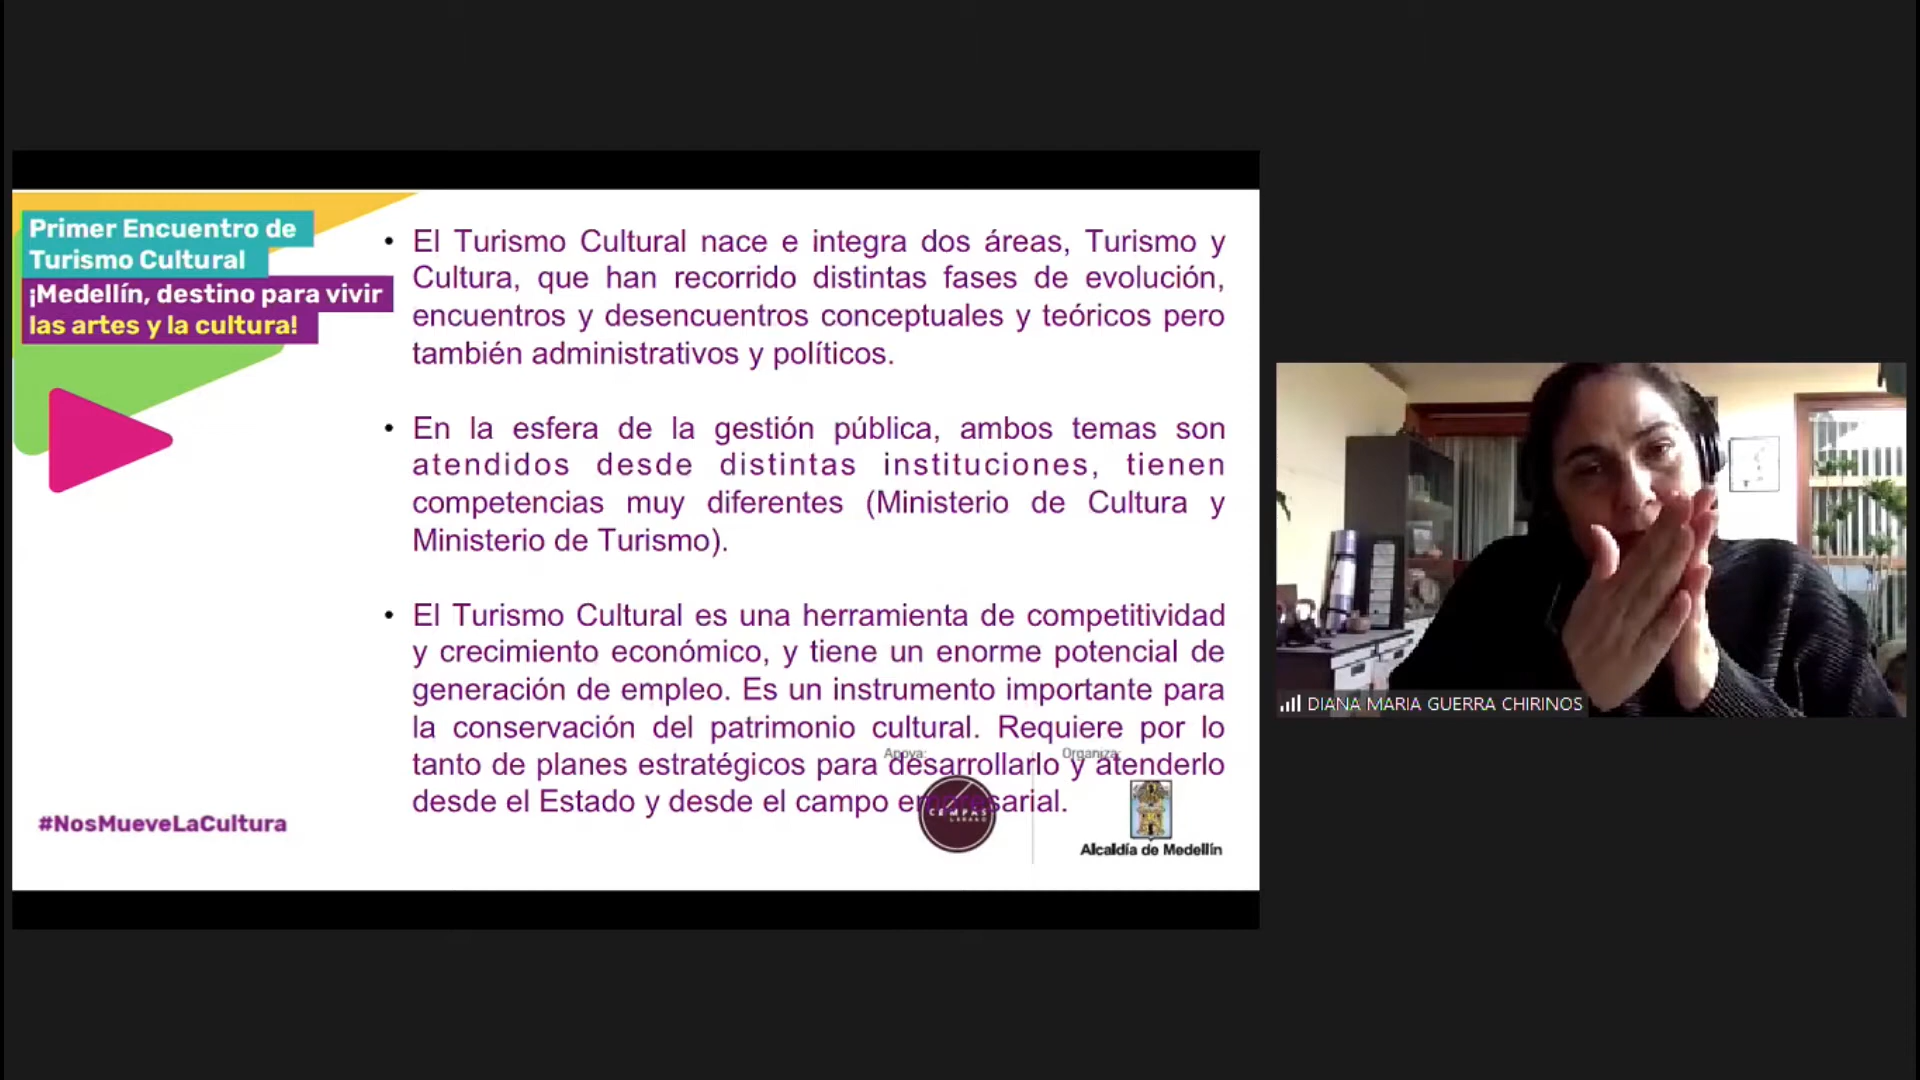 Primer Encuentro de
Turismo Cultural
¡Medellín, destino para vivir
las artes y la cultura!
• El Turismo Cultural nace e integra dos áreas, Turismo y
Cultura, que han recorrido distintas fases de evolución,
encuentros y desencuentros conceptuales y teóricos pero
también administrativos y políticos.
• En la esfera de la gestión pública, ambos temas son
atendidos desde distintas instituciones, tienen
competencias muy diferentes (Ministerio de Cultura y
Ministerio de Turismo).
• El Turismo Cultural es una herramienta de competitividad
y crecimiento económico, y tiene un enorme potencial de
generación de empleo. Es un instrumento importante para
la conservación del patrimonio cultural. Requiere por lo
tanto de planes estratégicos para desarrollarlo y atenderlo
desde el Estado y desde el campo empresarial.
Apoya:
Organiza:
Alcaldía de Medellín
#NosMueveLaCultura
DIANA MARIA GUERRA CHIRINOS